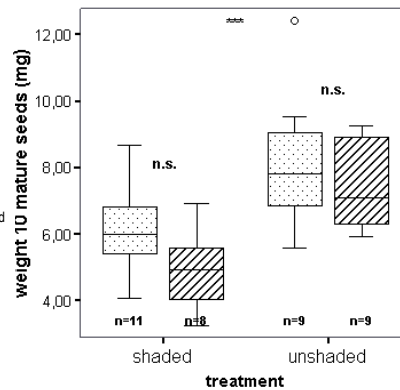 weight 10 mature seeds (mg)
12,00
10,00
8,00
6,00
4,00
d
***
n.s.
n.s.
n=11 n=8 n=9 n=9
shaded unshaded
treatment